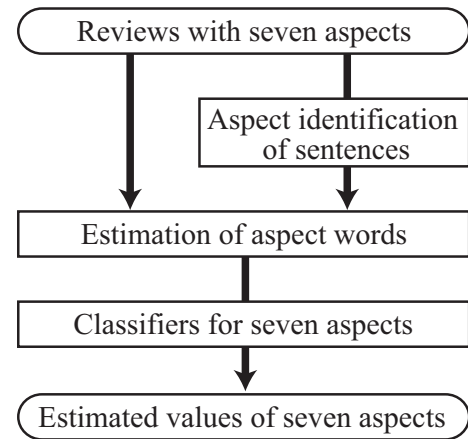 Reviews with seven aspects
Aspect identification
of sentences
Estimation of aspect words
Classifiers for seven aspects
Estimated values of seven aspects